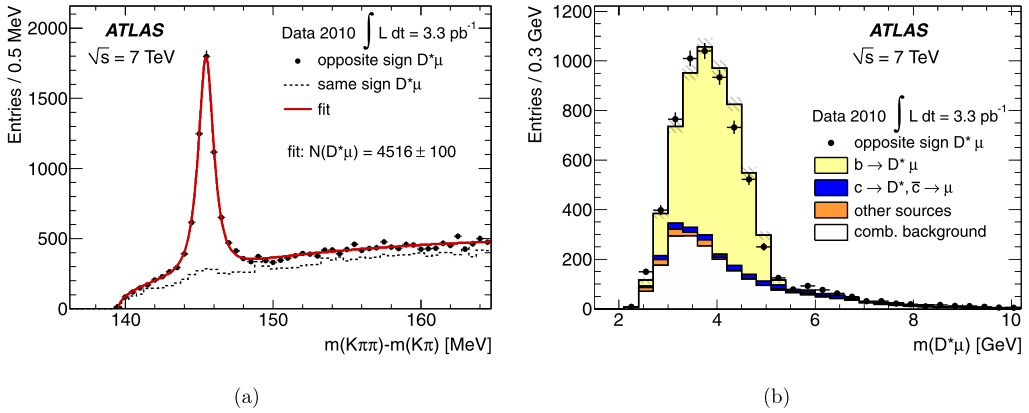 Entries / 0.5 MeV
2000
1500
1000
500
0
140
150
160
m(Kππ)-m(Kπ) [MeV]
ATLAS
√s = 7 TeV
Data 2010 ∫ L dt = 3.3 pb⁻¹
opposite sign D*μ
same sign D*μ
fit
fit: N(D*μ) = 4516 ± 100
(a)
Entries / 0.3 GeV
1200
1000
800
600
400
200
0
2
4
6
8
10
m(D*μ) [GeV]
ATLAS
√s = 7 TeV
Data 2010 ∫ L dt = 3.3 pb⁻¹
opposite sign D* μ
b → D* μ
c → D*, c̅ → μ
other sources
comb. background
(b)